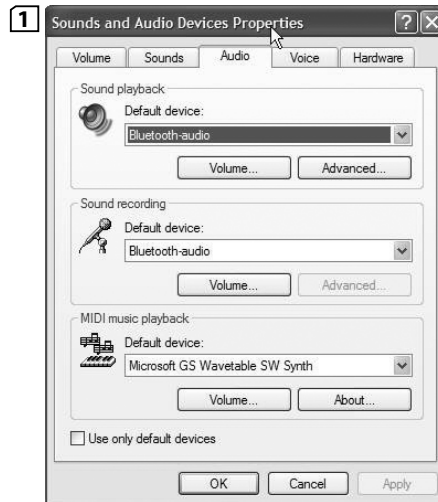 1
Sounds and Audio Devices Properties
Volume Sounds Audio Voice Hardware
Sound playback
Default device:
Bluetooth-audio
Volume... Advanced...
Sound recording
Default device:
Bluetooth-audio
Volume... Advanced...
MIDI music playback
Default device:
Microsoft GS Wavetable SW Synth
Volume... About...
Use only default devices
OK Cancel Apply